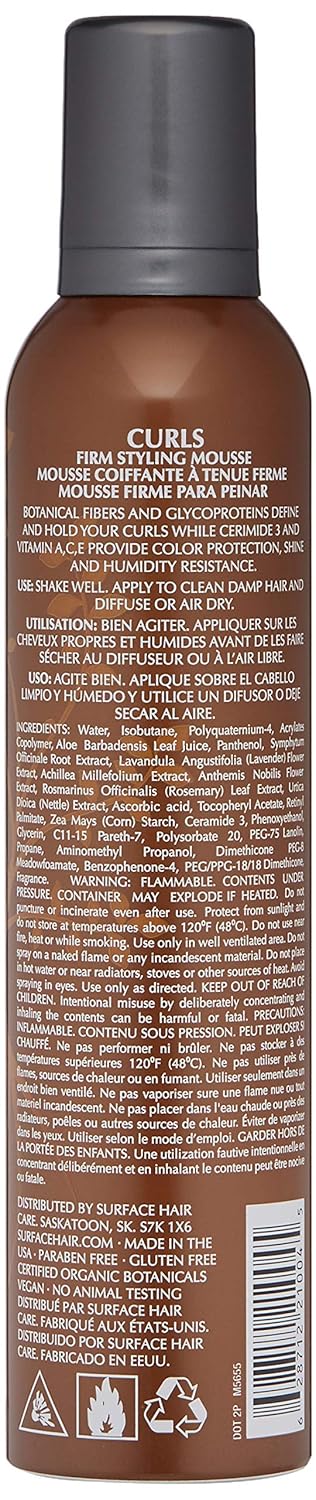 CURLS
FIRM STYLING MOUSSE
MOUSSE COIFFANTE À TENUE FERME
MOUSSE FIRME PARA PEINAR
BOTANICAL FIBERS AND GLYCOPROTEINS DEFINE
AND HOLD YOUR CURLS WHILE CERIMIDE 3 AND
VITAMIN A,C,E PROVIDE COLOR PROTECTION, SHINE
AND HUMIDITY RESISTANCE.
USE: SHAKE WELL. APPLY TO CLEAN DAMP HAIR AND
DIFFUSE OR AIR DRY.
UTILISATION: BIEN AGITER. APPLIQUER SUR LES
CHEVEUX PROPRES ET HUMIDES AVANT DE LES FAIRE
SÉCHER AU DIFFUSEUR OU À L'AIR LIBRE.
USO: AGITE BIEN. APLIQUE SOBRE EL CABELLO
LIMPIO Y HÚMEDO Y UTILICE UN DIFUSOR O DEJE
SECAR AL AIRE.
INGREDIENTS: Water, Isobutane, Polyquaternium-4, Acrylates
Copolymer, Aloe Barbadensis Leaf Juice, Panthenol, Symphytum
Officinale Root Extract, Lavandula Angustifolia (Lavender) Flower
Extract, Achillea Millefolium Extract, Anthemis Nobilis Flower
Extract, Rosmarinus Officinalis (Rosemary) Leaf Extract, Urtica
Dioica (Nettle) Extract, Ascorbic acid, Tocopheryl Acetate, Retinyl
Palmitate, Zea Mays (Corn) Starch, Ceramide 3, Phenoxyethanol,
Glycerin, C11-15 Pareth-7, Polysorbate 20, PEG-75 Lanolin,
Propane, Aminomethyl Propanol, Dimethicone PEG-8
Meadowfoamate, Benzophenone-4, PEG/PPG-18/18 Dimethicone,
Fragrance. WARNING: FLAMMABLE. CONTENTS UNDER
PRESSURE. CONTAINER MAY EXPLODE IF HEATED. Do not
puncture or incinerate even after use. Protect from sunlight and
do not store at temperatures above 120°F (48°C). Do not use near
fire, heat or while smoking. Use only in well ventilated area. Do not
spray on a naked flame or any incandescent material. Do not place
in hot water or near radiators, stoves or other sources of heat. Avoid
spraying in eyes. Use only as directed. KEEP OUT OF REACH OF
CHILDREN. Intentional misuse by deliberately concentrating and
inhaling the contents can be harmful or fatal. PRECAUTIONS:
INFLAMMABLE. CONTENU SOUS PRESSION. PEUT EXPLOSER SI
CHAUFFÉ. Ne pas performer ni brûler. Ne pas stocker à des
températures supérieures 120°F (48°C). Ne pas utiliser près de
flames, sources de chaleur ou en fumant. Utiliser seulement dans un
endroit bien ventilé. Ne pas vaporiser sure une flame nue ou tout
materiel incandescent. Ne pas placer dans l'eau chaude ou près des
radiateurs, poêles ou autres sources de chaleur. Éviter de vaporizer
dans les yeux. Utiliser selon le mode d'emploi. GARDER HORS DE
LA PORTÉE DES ENFANTS. Une utilization fautive intentionnelle en
concentrant délibérément et en inhalant le contenu peut être nocive
ou fatale.
DISTRIBUTED BY SURFACE HAIR
CARE. SASKATOON, SK. S7K 1X6
SURFACEHAIR.COM • MADE IN THE
USA • PARABEN FREE • GLUTEN FREE
CERTIFIED ORGANIC BOTANICALS
VEGAN • NO ANIMAL TESTING
DISTRIBUÉ PAR SURFACE HAIR
CARE. FABRIQUÉ AUX ÉTATS-UNIS.
DISTRIBUIDO POR SURFACE HAIR
CARE. FABRICADO EN EEUU.
6 28712 21004 5
DOT 2P M5655